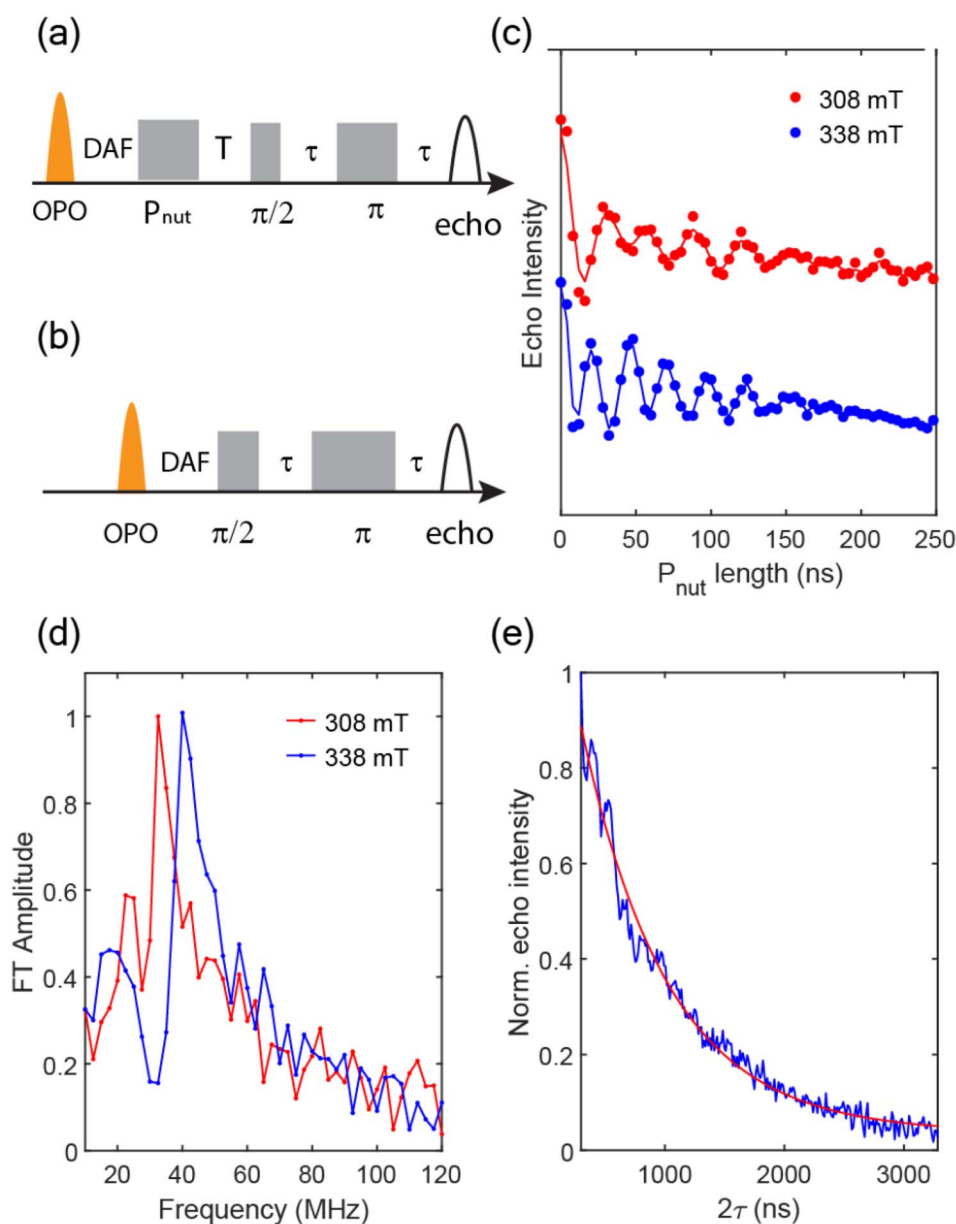 (a)
OPO
DAF
Pnut
T
π/2
τ
π
τ
echo
(b)
OPO
DAF
π/2
τ
π
τ
echo
(c)
Echo Intensity
308 mT
338 mT
0 50 100 150 200 250
Pnut length (ns)
(d)
FT Amplitude
1
0.8
0.6
0.4
0.2
0
308 mT
338 mT
20 40 60 80 100 120
Frequency (MHz)
(e)
Norm. echo intensity
1
0.8
0.6
0.4
0.2
0
1000 2000 3000
2τ (ns)